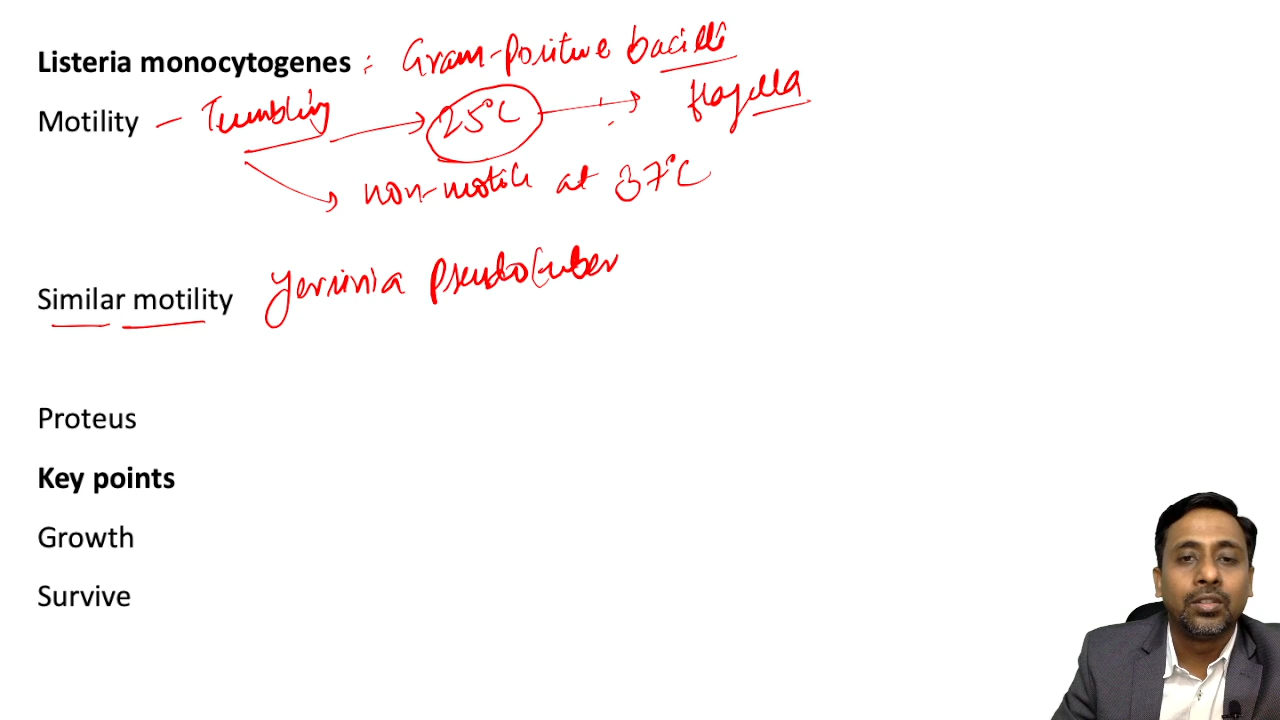 Listeria monocytogenes : Gram-Positive bacilli
Motility – Tumbling → 25°C → flagella
→ non-motile at 37°C
Similar motility Yersinia Pseudotuber
Proteus
Key points
Growth
Survive